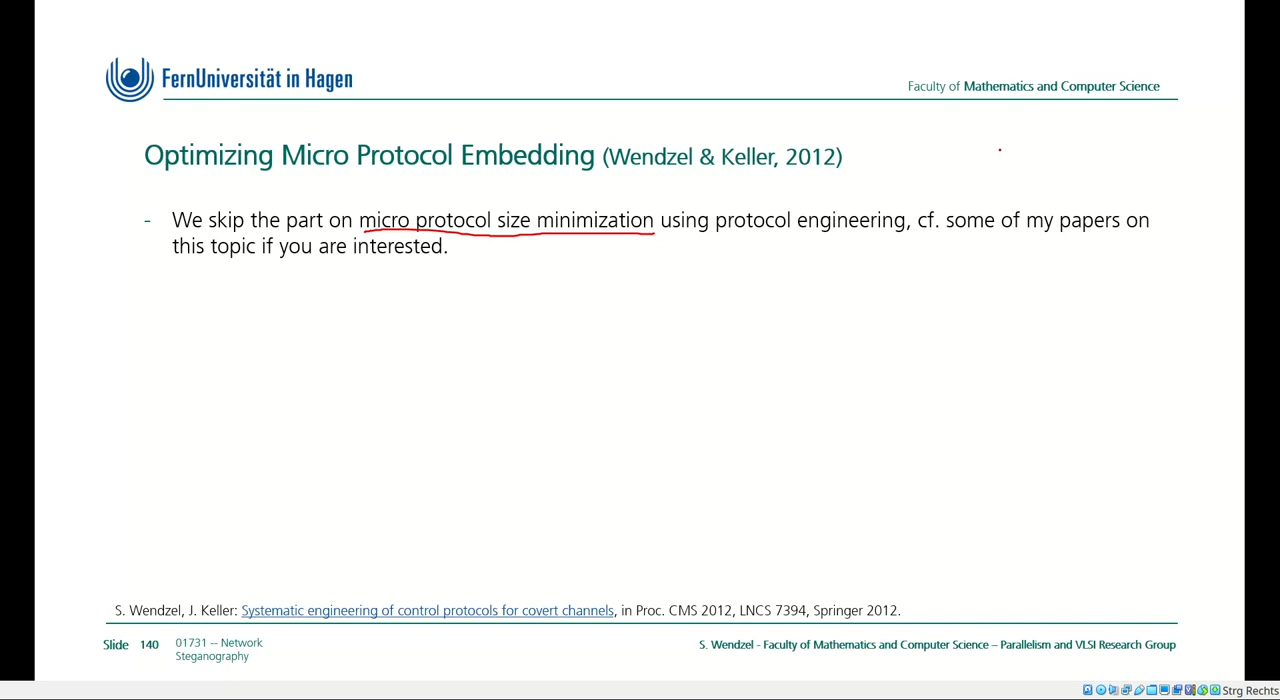 FernUniversität in Hagen
Faculty of Mathematics and Computer Science
Optimizing Micro Protocol Embedding (Wendzel & Keller, 2012)
- We skip the part on micro protocol size minimization using protocol engineering, cf. some of my papers on
this topic if you are interested.
S. Wendzel, J. Keller: Systematic engineering of control protocols for covert channels, in Proc. CMS 2012, LNCS 7394, Springer 2012.
Slide 140
01731 -- Network
Steganography
S. Wendzel - Faculty of Mathematics and Computer Science – Parallelism and VLSI Research Group
Strg Rechts